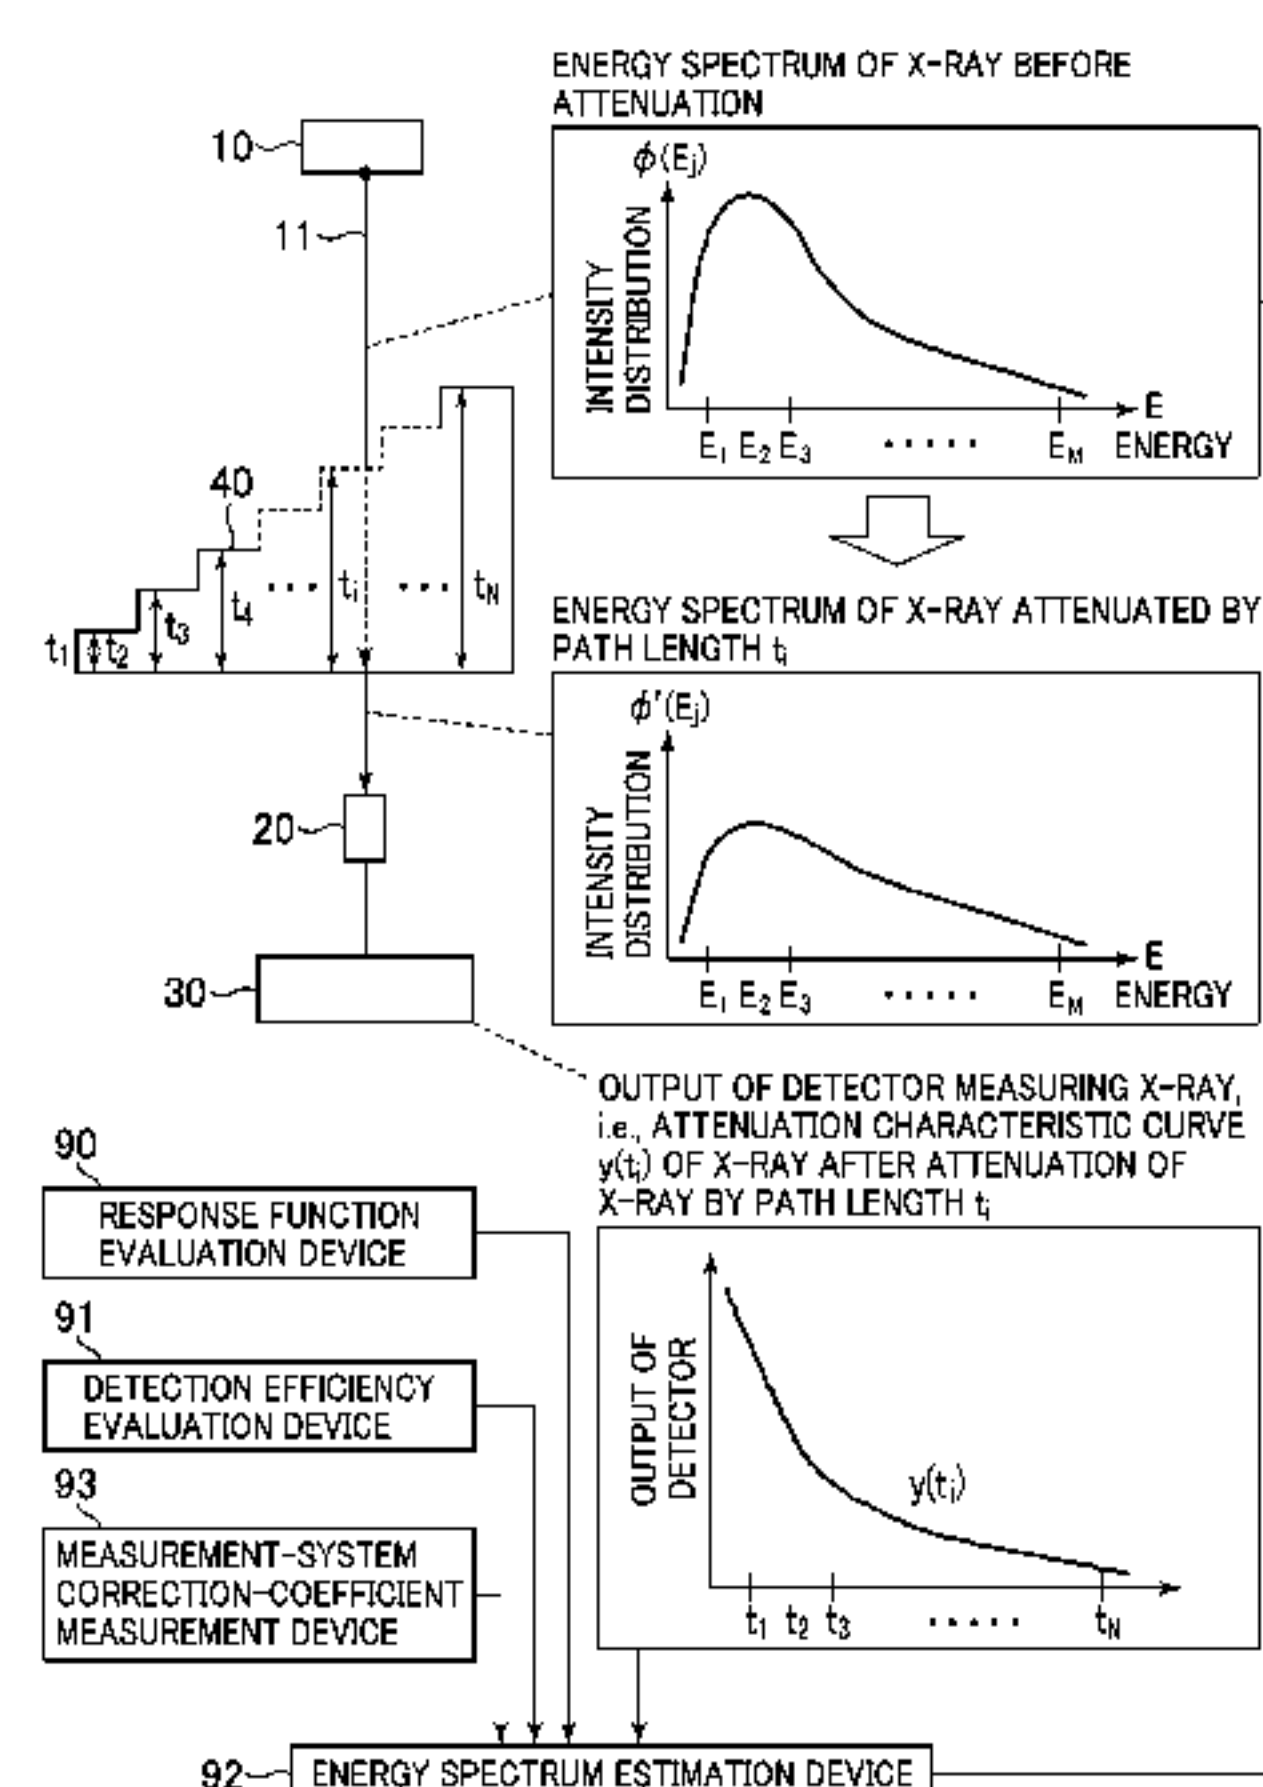 ENERGY SPECTRUM OF X-RAY BEFORE
ATTENUATION
10
ϕ(Ej)
11
INTENSITY
DISTRIBUTION
E
E1 E2 E3 ..... EM ENERGY
40
t1 t2 t3 t4 .... ti ... tN
ENERGY SPECTRUM OF X-RAY ATTENUATED BY
PATH LENGTH ti
ϕ'(Ej)
INTENSITY
DISTRIBUTION
20
E
E1 E2 E3 ..... EM ENERGY
30
OUTPUT OF DETECTOR MEASURING X-RAY,
i.e., ATTENUATION CHARACTERISTIC CURVE
y(ti) OF X-RAY AFTER ATTENUATION OF
X-RAY BY PATH LENGTH ti
90
RESPONSE FUNCTION
EVALUATION DEVICE
91
DETECTION EFFICIENCY
EVALUATION DEVICE
93
MEASUREMENT-SYSTEM
CORRECTION-COEFFICIENT
MEASUREMENT DEVICE
OUTPUT OF
DETECTOR
y(ti)
t1 t2 t3 ..... tN
92
ENERGY SPECTRUM ESTIMATION DEVICE